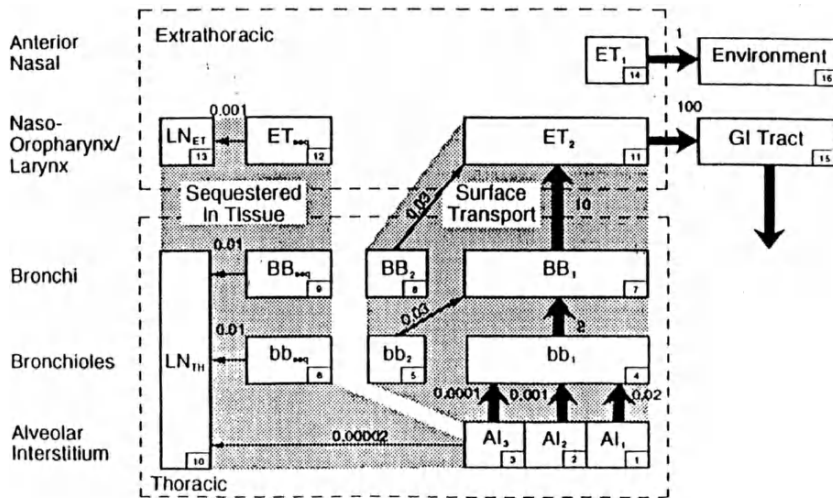 Extrathoracic
Anterior
Nasal
ET1
14
1
Environment
16
Naso-
Oropharynx/
Larynx
LNET
13
0.001
ETseq
12
ET2
11
100
GI Tract
15
Sequestered
In Tissue
Surface
Transport
0.03
10
Bronchi
0.01
BBseq
9
BB2
8
BB1
7
0.03
2
Bronchioles
LNTH
10
0.01
bbseq
6
bb2
5
bb1
4
0.0001
0.001
0.02
Alveolar
Interstitium
0.00002
AI3
3
AI2
2
AI1
1
Thoracic